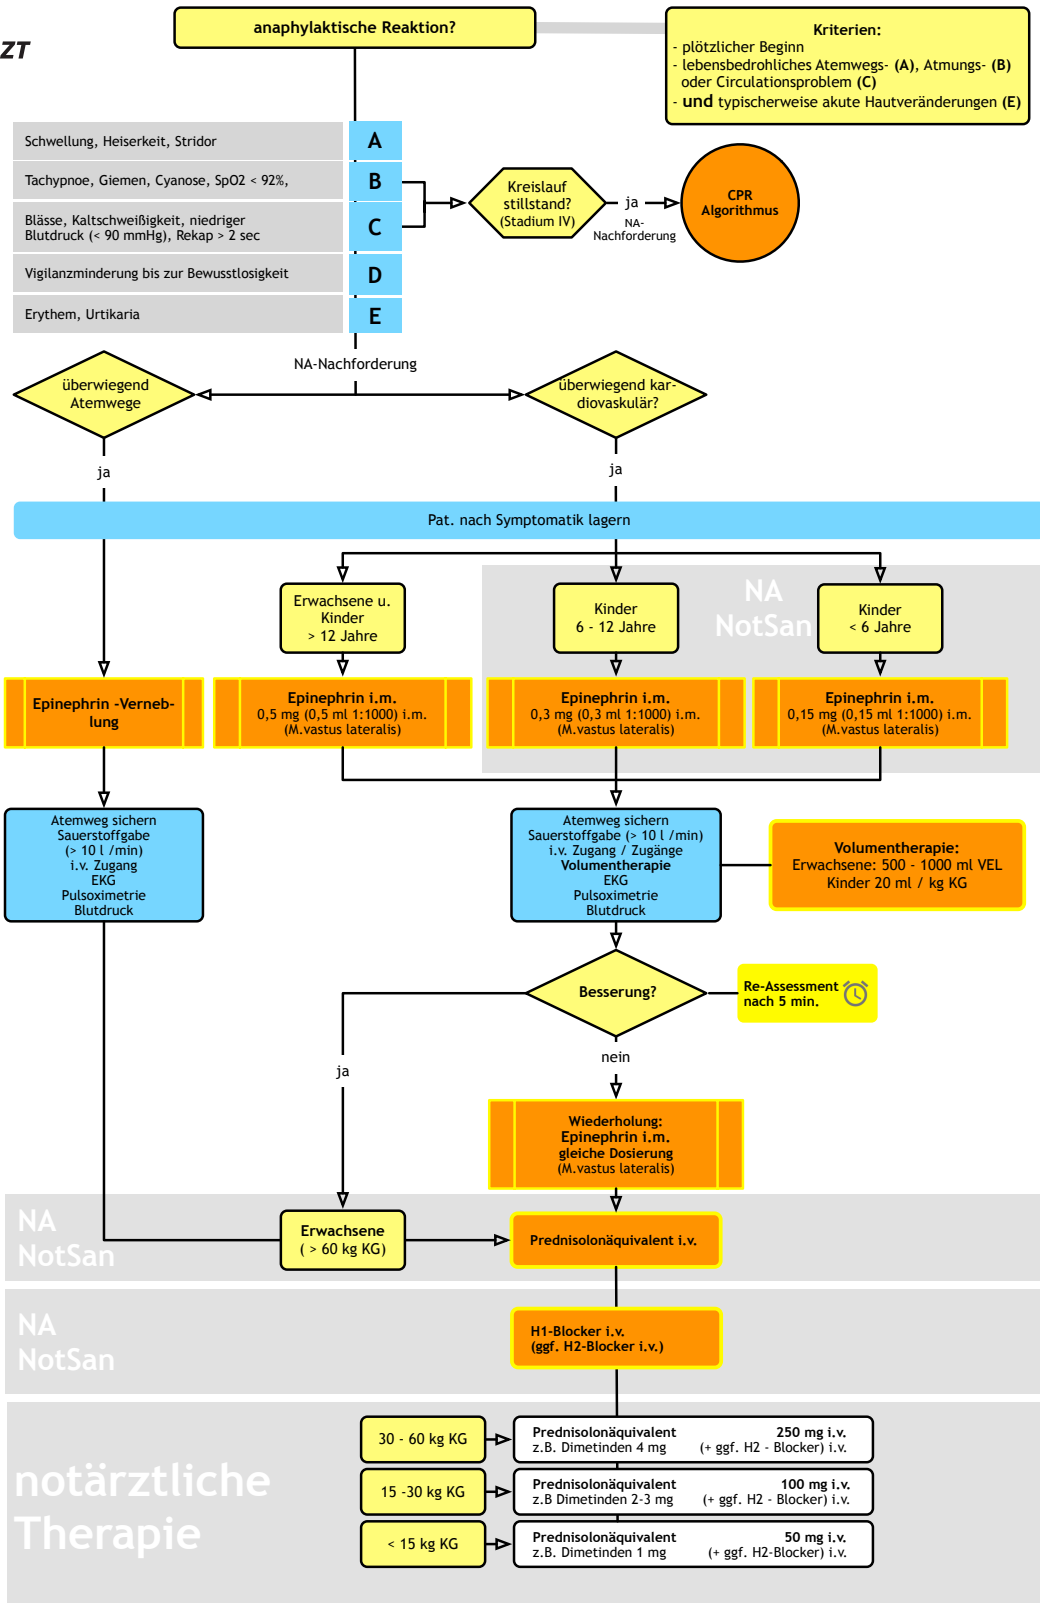 ZT
anaphylaktische Reaktion?
Kriterien:
- plötzlicher Beginn
- lebensbedrohliches Atemwegs- (A), Atmungs- (B)
oder Circulationsproblem (C)
- und typischerweise akute Hautveränderungen (E)
Schwellung, Heiserkeit, Stridor
A
Tachypnoe, Giemen, Cyanose, SpO2 < 92%,
B
Blässe, Kaltschweißigkeit, niedriger
Blutdruck (< 90 mmHg), Rekap > 2 sec
C
Vigilanzminderung bis zur Bewusstlosigkeit
D
Erythem, Urtikaria
E
Kreislauf
stillstand?
(Stadium IV)
ja
NA-
Nachforderung
CPR
Algorithmus
NA-Nachforderung
überwiegend
Atemwege
überwiegend kar-
diovaskulär?
ja
ja
Pat. nach Symptomatik lagern
NA
NotSan
Erwachsene u.
Kinder
> 12 Jahre
Kinder
6 - 12 Jahre
Kinder
< 6 Jahre
Epinephrin -Verneb-
lung
Epinephrin i.m.
0,5 mg (0,5 ml 1:1000) i.m.
(M.vastus lateralis)
Epinephrin i.m.
0,3 mg (0,3 ml 1:1000) i.m.
(M.vastus lateralis)
Epinephrin i.m.
0,15 mg (0,15 ml 1:1000) i.m.
(M.vastus lateralis)
Atemweg sichern
Sauerstoffgabe
(> 10 l /min)
i.v. Zugang
EKG
Pulsoximetrie
Blutdruck
Atemweg sichern
Sauerstoffgabe (> 10 l /min)
i.v. Zugang / Zugänge
Volumentherapie
EKG
Pulsoximetrie
Blutdruck
Volumentherapie:
Erwachsene: 500 - 1000 ml VEL
Kinder 20 ml / kg KG
Besserung?
Re-Assessment
nach 5 min.
ja
nein
Wiederholung:
Epinephrin i.m.
gleiche Dosierung
(M.vastus lateralis)
NA
NotSan
Erwachsene
( > 60 kg KG)
Prednisolonäquivalent i.v.
NA
NotSan
H1-Blocker i.v.
(ggf. H2-Blocker i.v.)
notärztliche
Therapie
30 - 60 kg KG
Prednisolonäquivalent 250 mg i.v.
z.B. Dimetinden 4 mg (+ ggf. H2 - Blocker) i.v.
15 -30 kg KG
Prednisolonäquivalent 100 mg i.v.
z.B Dimetinden 2-3 mg (+ ggf. H2 - Blocker) i.v.
< 15 kg KG
Prednisolonäquivalent 50 mg i.v.
z.B. Dimetinden 1 mg (+ ggf. H2-Blocker) i.v.